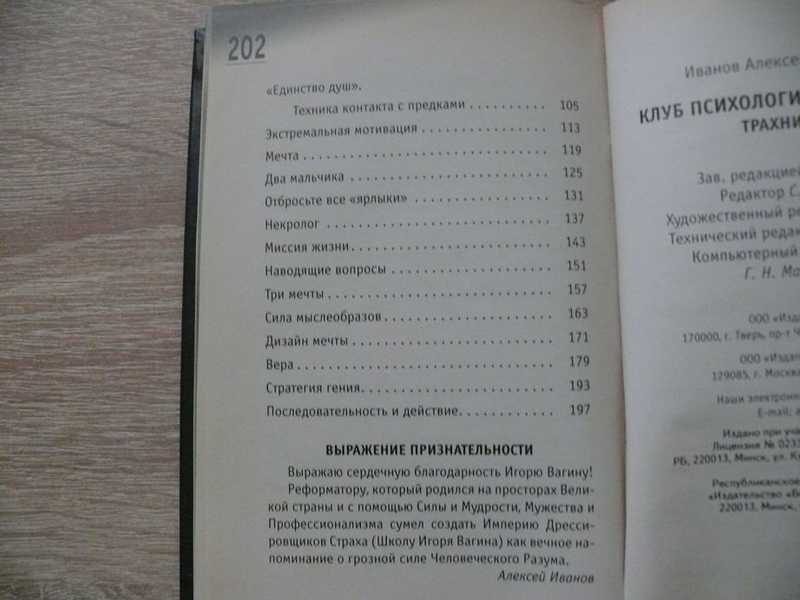 202
«Единство душ».
Техника контакта с предками . . . . . . . . . . 105
Экстремальная мотивация . . . . . . . . . . . . . . . . 113
Мечта . . . . . . . . . . . . . . . . . . . . . . . . . . . . . 119
Два мальчика . . . . . . . . . . . . . . . . . . . . . . . . 125
Отбросьте все «ярлыки» . . . . . . . . . . . . . . . . . 131
Некролог . . . . . . . . . . . . . . . . . . . . . . . . . . . 137
Миссия жизни. . . . . . . . . . . . . . . . . . . . . . . . 143
Наводящие вопросы . . . . . . . . . . . . . . . . . . . . 151
Три мечты . . . . . . . . . . . . . . . . . . . . . . . . . . 157
Сила мыслеобразов . . . . . . . . . . . . . . . . . . . . . 163
Дизайн мечты . . . . . . . . . . . . . . . . . . . . . . . . 171
Вера . . . . . . . . . . . . . . . . . . . . . . . . . . . . . . 179
Стратегия гения. . . . . . . . . . . . . . . . . . . . . . . 193
Последовательность и действие. . . . . . . . . . . . 197
ВЫРАЖЕНИЕ ПРИЗНАТЕЛЬНОСТИ
Выражаю сердечную благодарность Игорю Вагину!
Реформатору, который родился на просторах Вели-
кой страны и с помощью Силы и Мудрости, Мужества и
Профессионализма сумел создать Империю Дресси-
ровщиков Страха (Школу Игоря Вагина) как вечное на-
поминание о грозной силе Человеческого Разума.
Алексей Иванов
Иванов Алексе
КЛУБ ПСИХОЛОГИ
ТРАХНИ
Зав. редакцией
Редактор С.
Художественный ре
Технический редак
Компьютерный
Г. Н. Ма
ООО «Изда
170000, г. Тверь, пр-т Ч
ООО «Изда
129085, г. Москва
Наши электрон
E-mail: a
Издано при уча
Лицензия № 023
РБ, 220013, Минск, ул. К
Республиканское
«Издательство «Б
220013, Минск,